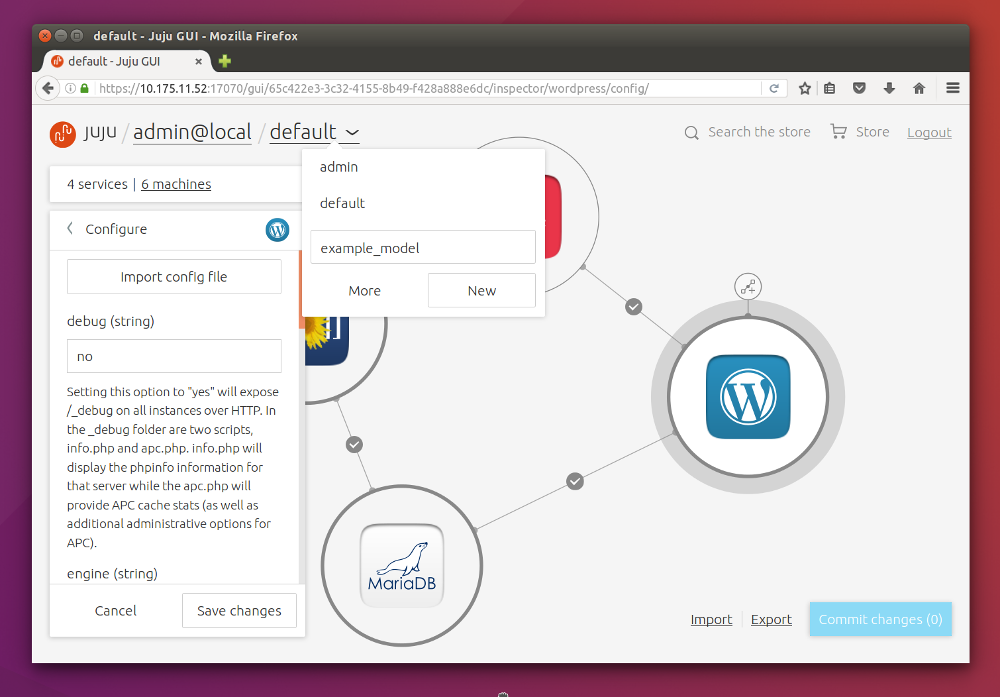 default - Juju GUI - Mozilla Firefox
default - Juju GUI
https://10.175.11.52:17070/gui/65c422e3-3c32-4155-8b49-f428a888e6dc/inspector/wordpress/config/
JUJU / admin@local / default
Search the store
Store
Logout
4 services | 6 machines
admin
default
example_model
More
New
Configure
Import config file
debug (string)
no
Setting this option to "yes" will expose
/_debug on all instances over HTTP. In
the _debug folder are two scripts,
info.php and apc.php. info.php will
display the phpinfo information for
that server while the apc.php will
provide APC cache stats (as well as
additional administrative options for
APC).
engine (string)
Cancel
Save changes
MariaDB
Import
Export
Commit changes (0)